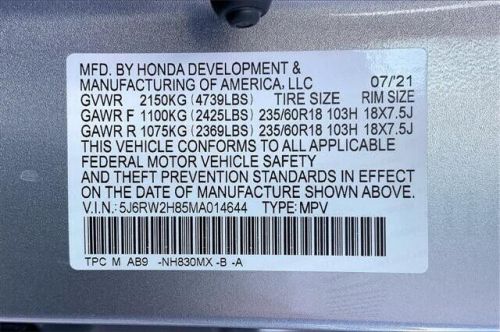 MFD. BY HONDA DEVELOPMENT &
MANUFACTURING OF AMERICA, LLC 07/21
GVWR 2150KG (4739LBS) TIRE SIZE RIM SIZE
GAWR F 1100KG (2425LBS) 235/60R18 103H 18X7.5J
GAWR R 1075KG (2369LBS) 235/60R18 103H 18X7.5J
THIS VEHICLE CONFORMS TO ALL APPLICABLE
FEDERAL MOTOR VEHICLE SAFETY
AND THEFT PREVENTION STANDARDS IN EFFECT
ON THE DATE OF MANUFACTURE SHOWN ABOVE.
V.I.N.: 5J6RW2H85MA014644 TYPE: MPV
TPC M AB9 -NH830MX -B -A